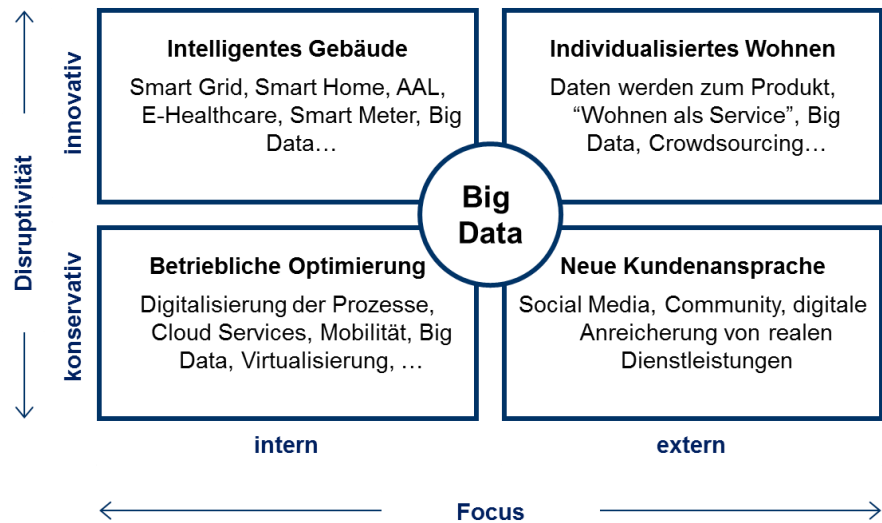 Disruptivität
innovativ
Intelligentes Gebäude
Smart Grid, Smart Home, AAL,
E-Healthcare, Smart Meter, Big
Data…
Individualisiertes Wohnen
Daten werden zum Produkt,
“Wohnen als Service”, Big
Data, Crowdsourcing…
Big
Data
konservativ
Betriebliche Optimierung
Digitalisierung der Prozesse,
Cloud Services, Mobilität, Big
Data, Virtualisierung, …
Neue Kundenansprache
Social Media, Community, digitale
Anreicherung von realen
Dienstleistungen
intern
extern
Focus